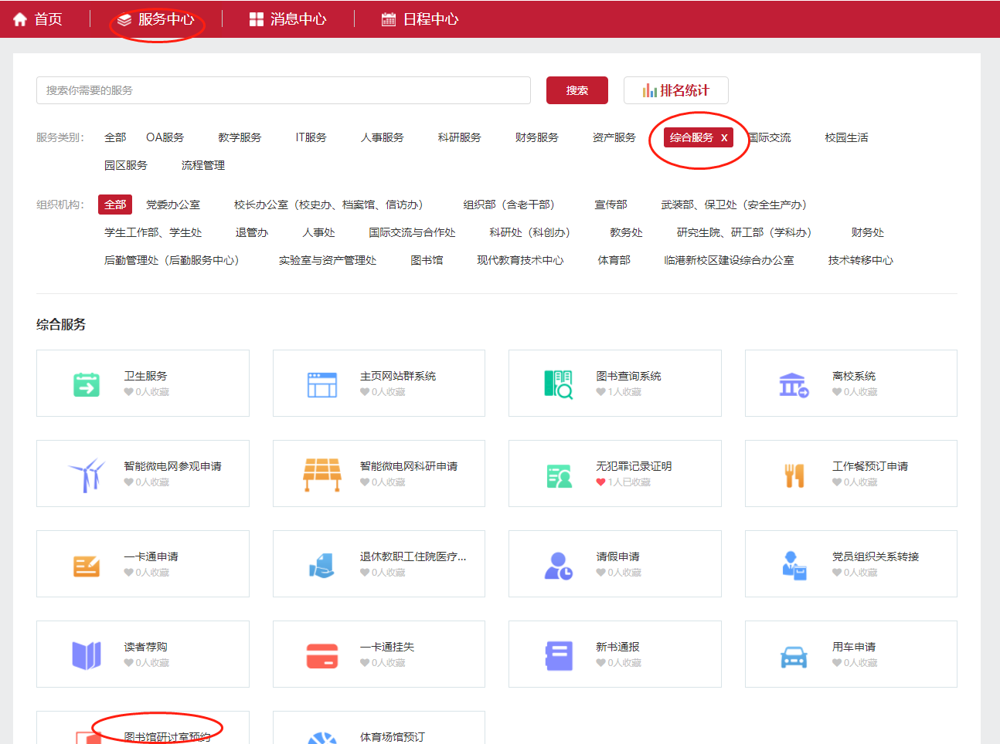 首页 服务中心 消息中心 日程中心
搜索你需要的服务 搜索 排名统计
服务类别： 全部 OA服务 教学服务 IT服务 人事服务 科研服务 财务服务 资产服务 综合服务 X 国际交流 校园生活
园区服务 流程管理
组织机构： 全部 党委办公室 校长办公室（校史办、档案馆、信访办） 组织部（含老干部） 宣传部 武装部、保卫处（安全生产办）
学生工作部、学生处 退管办 人事处 国际交流与合作处 科研处（科创办） 教务处 研究生院、研工部（学科办） 财务处
后勤管理处（后勤服务中心） 实验室与资产管理处 图书馆 现代教育技术中心 体育部 临港新校区建设综合办公室 技术转移中心
综合服务
卫生服务 主页网站群系统 图书查询系统 离校系统
0人收藏 0人收藏 1人收藏 0人收藏
智能微电网参观申请 智能微电网科研申请 无犯罪记录证明 工作餐预订申请
0人收藏 0人收藏 1人已收藏 0人收藏
一卡通申请 退休教职工住院医疗... 请假申请 党员组织关系转接
0人收藏 0人收藏 0人收藏 0人收藏
读者荐购 一卡通挂失 新书通报 用车申请
0人收藏 0人收藏 0人收藏 0人收藏
图书馆研讨室预约 体育场馆预订